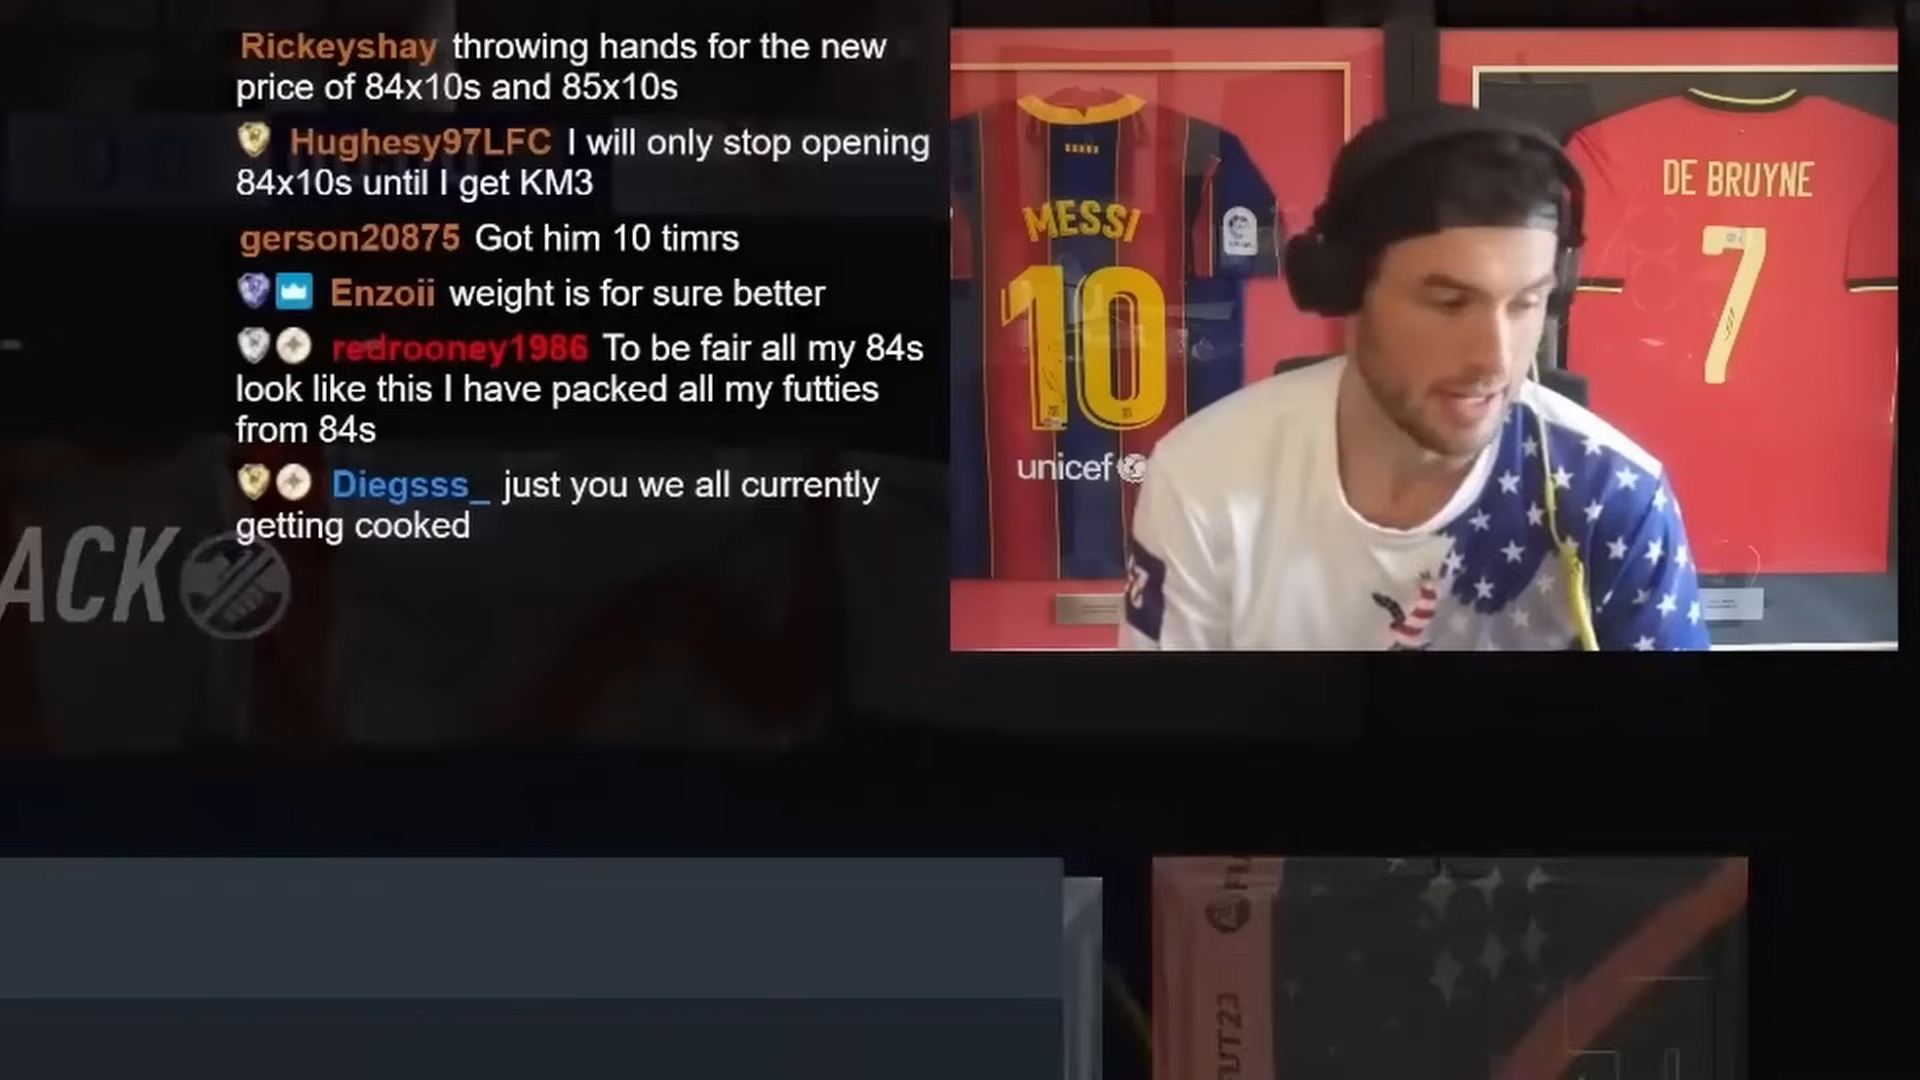 Rickeyshay throwing hands for the new
price of 84x10s and 85x10s
Hughesy97LFC I will only stop opening
84x10s until I get KM3
gerson20875 Got him 10 timrs
Enzoii weight is for sure better
redrooney1986 To be fair all my 84s
look like this I have packed all my futties
from 84s
Diegsss_ just you we all currently
getting cooked
ACK
MESSI
10
unicef
DE BRUYNE
7
FUT23